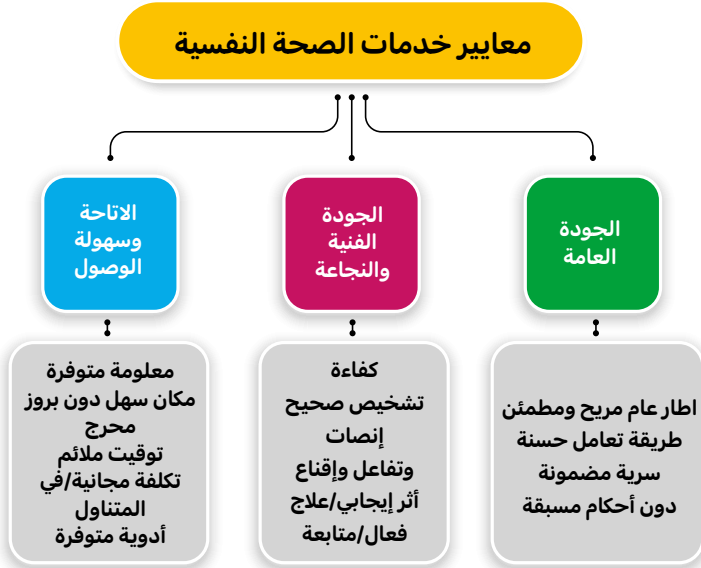 معايير خدمات الصحة النفسية
الجودة
العامة
اطار عام مريح ومطمئن
طريقة تعامل حسنة
سرية مضمونة
دون أحكام مسبقة
الجودة
الفنية
والنجاعة
كفاءة
تشخيص صحيح
إنصات
وتفاعل وإقناع
أثر إيجابي/علاج
فعال/متابعة
الاتاحة
وسهولة
الوصول
معلومة متوفرة
مكان سهل دون بروز
محرج
توقيت ملائم
تكلفة مجانية/في
المتناول
أدوية متوفرة